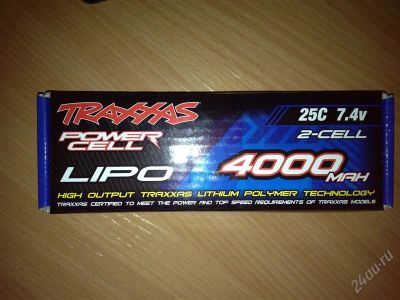 TRAXXAS
25C 7.4v
POWER CELL
2-CELL
LIPO
4000 MAH
HIGH OUTPUT TRAXXAS LITHIUM POLYMER TECHNOLOGY
TRAXXAS CERTIFIED TO MEET THE POWER AND TOP SPEED REQUIREMENTS OF TRAXXAS MODELS
24au.ru